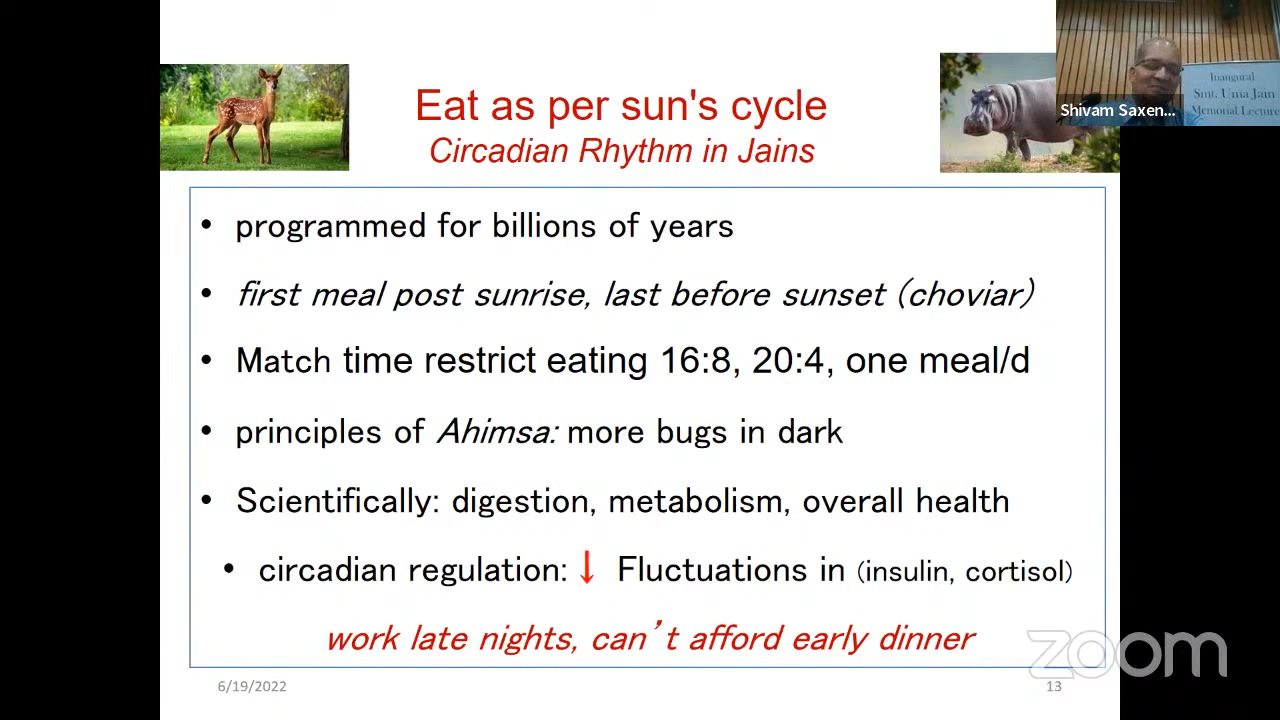 Eat as per sun's cycle
Circadian Rhythm in Jains
• programmed for billions of years
• first meal post sunrise, last before sunset (choviar)
• Match time restrict eating 16:8, 20:4, one meal/d
• principles of Ahimsa: more bugs in dark
• Scientifically: digestion, metabolism, overall health
• circadian regulation: ↓ Fluctuations in (insulin, cortisol)
work late nights, can't afford early dinner
6/19/2022
13
Inaugural
Smt. Uma Jain
Memorial Lecture
Shivam Saxen...
zoom